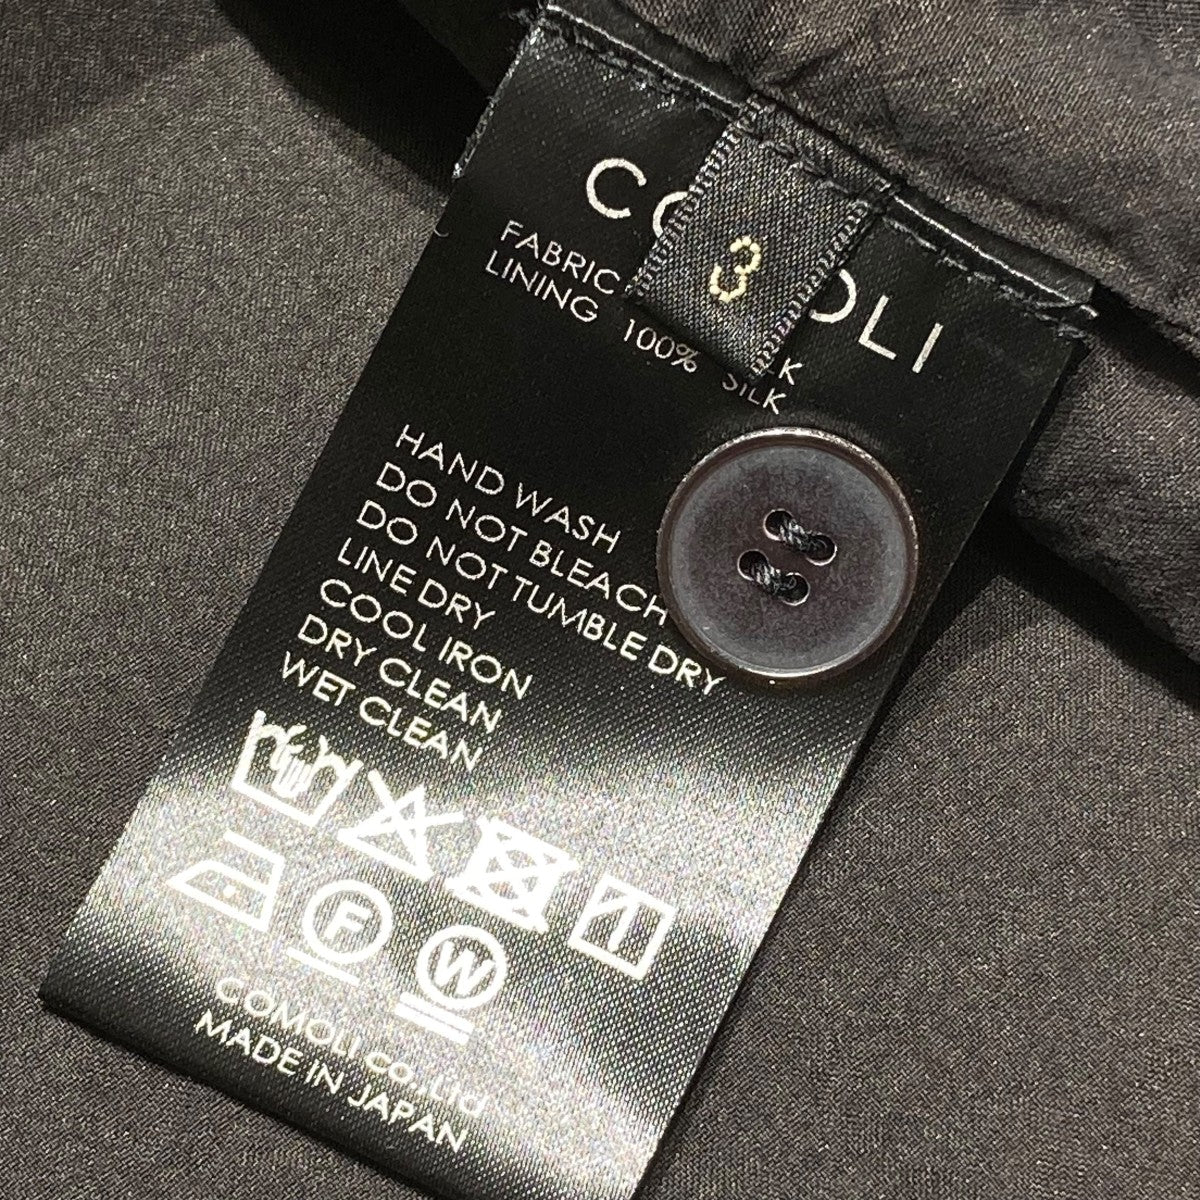 CO OLI
3
FABRIC LK
LINING 100% SILK
HAND WASH
DO NOT BLEACH
DO NOT TUMBLE DRY
LINE DRY
COOL IRON
DRY CLEAN
WET CLEAN
F W
COMOLI CO.,Ltd
MADE IN JAPAN